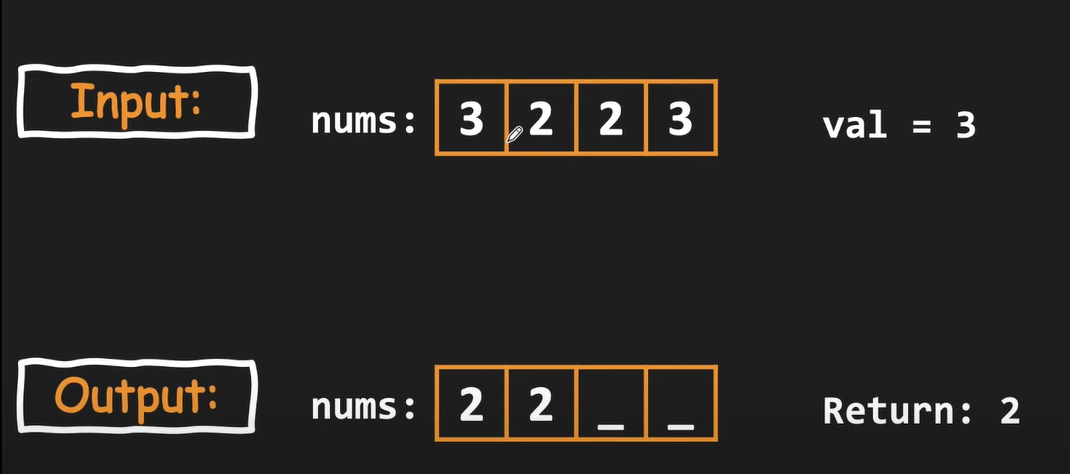 Input: nums: 3 2 2 3 val = 3
Output: nums: 2 2 _ _ Return: 2